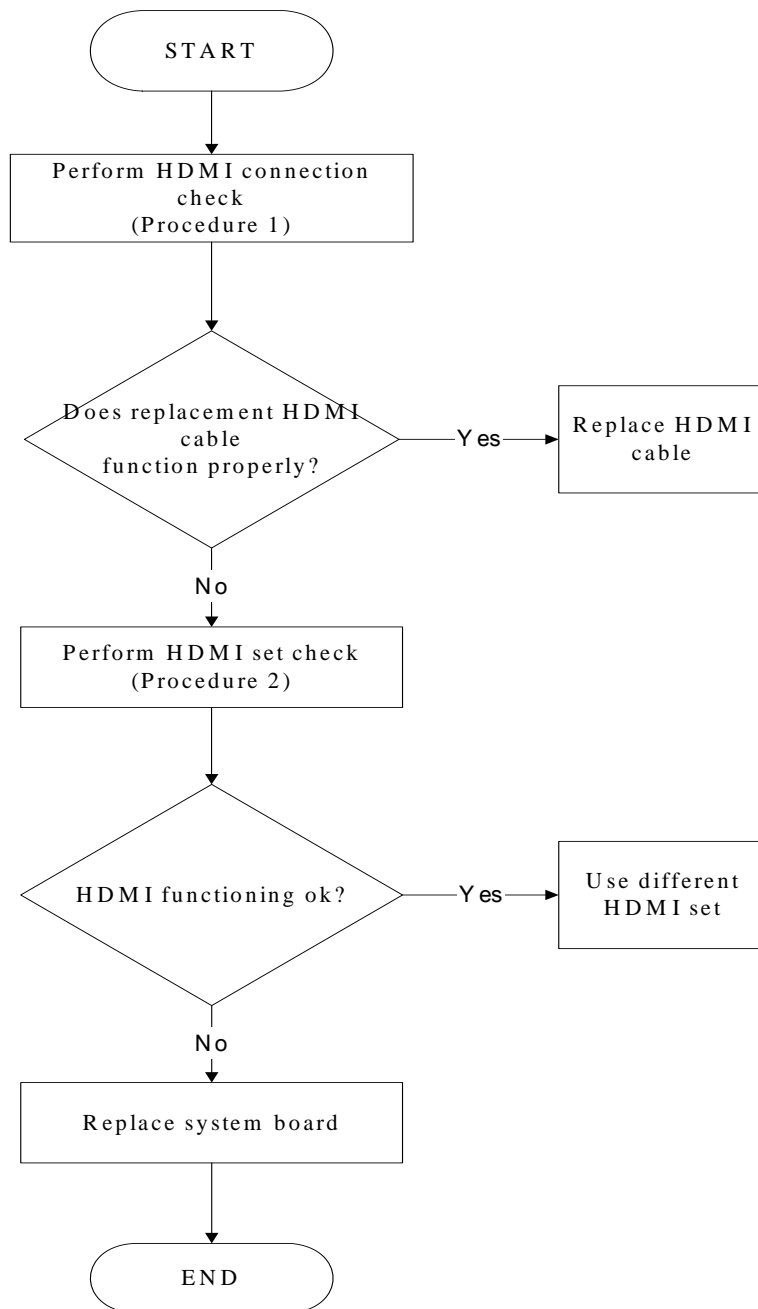 START
Perform HDMI connection
check
(Procedure 1)
Does replacement HDMI
cable
function properly?
Yes
Replace HDMI
cable
No
Perform HDMI set check
(Procedure 2)
HDMI functioning ok?
Yes
Use different
HDMI set
No
Replace system board
END